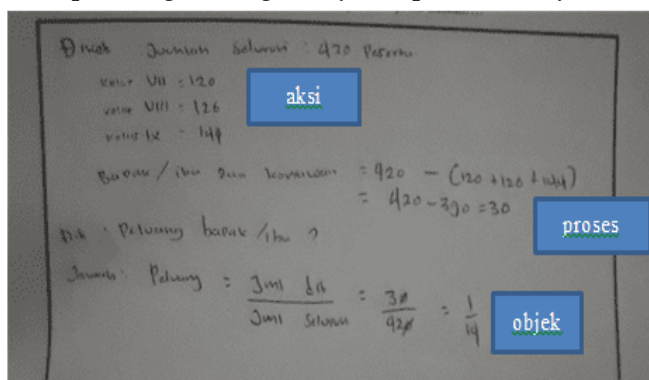 Jumlah Seluruh : 420 Peserta
Kelas VII = 120
Kelas VIII = 126
Kelas IX = 144
aksi
Bapak / ibu dan karyawan = 420 - (120 + 126 + 144)
= 420 - 390 = 30
proses
Dit : Peluang bapak / ibu ?
Jawab : Peluang = Jml dit / Jml Seluruh = 30 / 420 = 1 / 14
objek